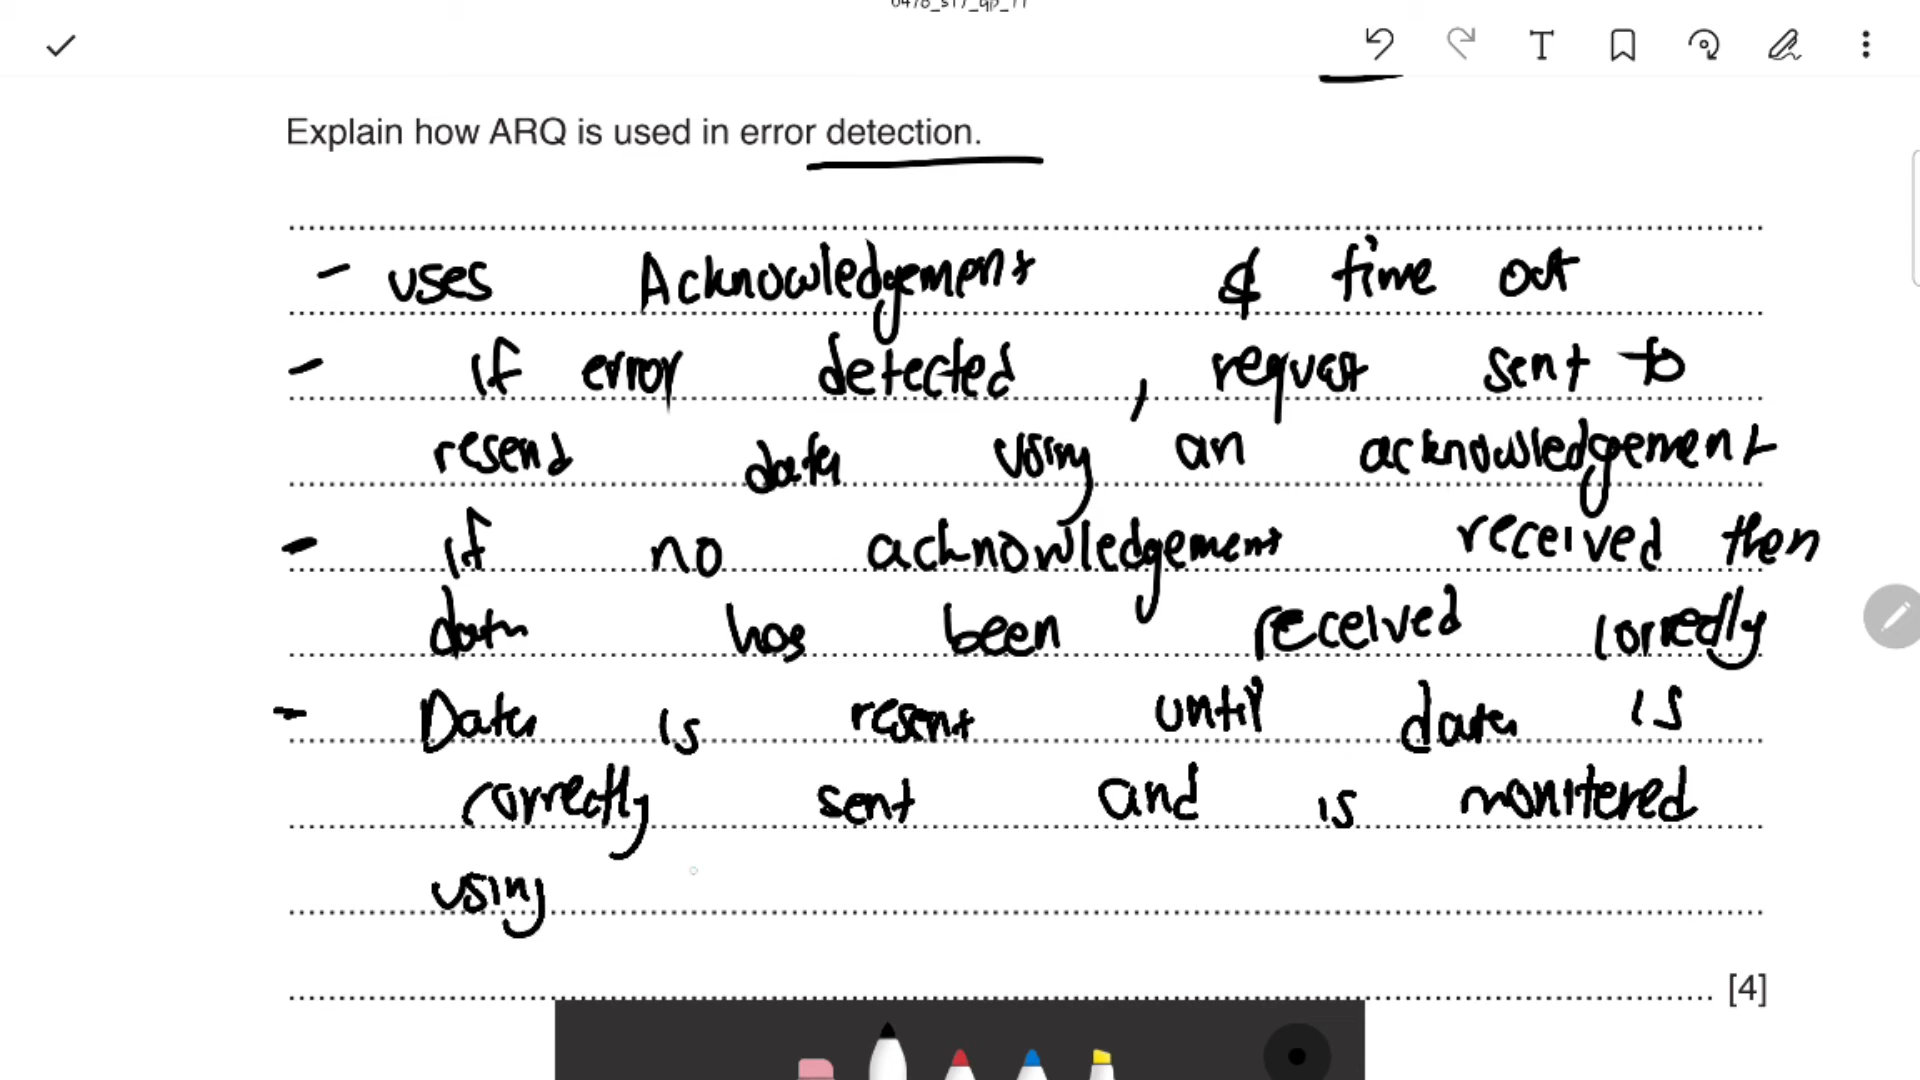 0478_s17_qp_11
Explain how ARQ is used in error detection.
- uses Acknowledgement & time out
- if error detected, request sent to
resend data using an acknowledgement
- if no acknowledgement received then
data has been received correctly
- Data is resent until data is
correctly sent and is monitered
using
[4]